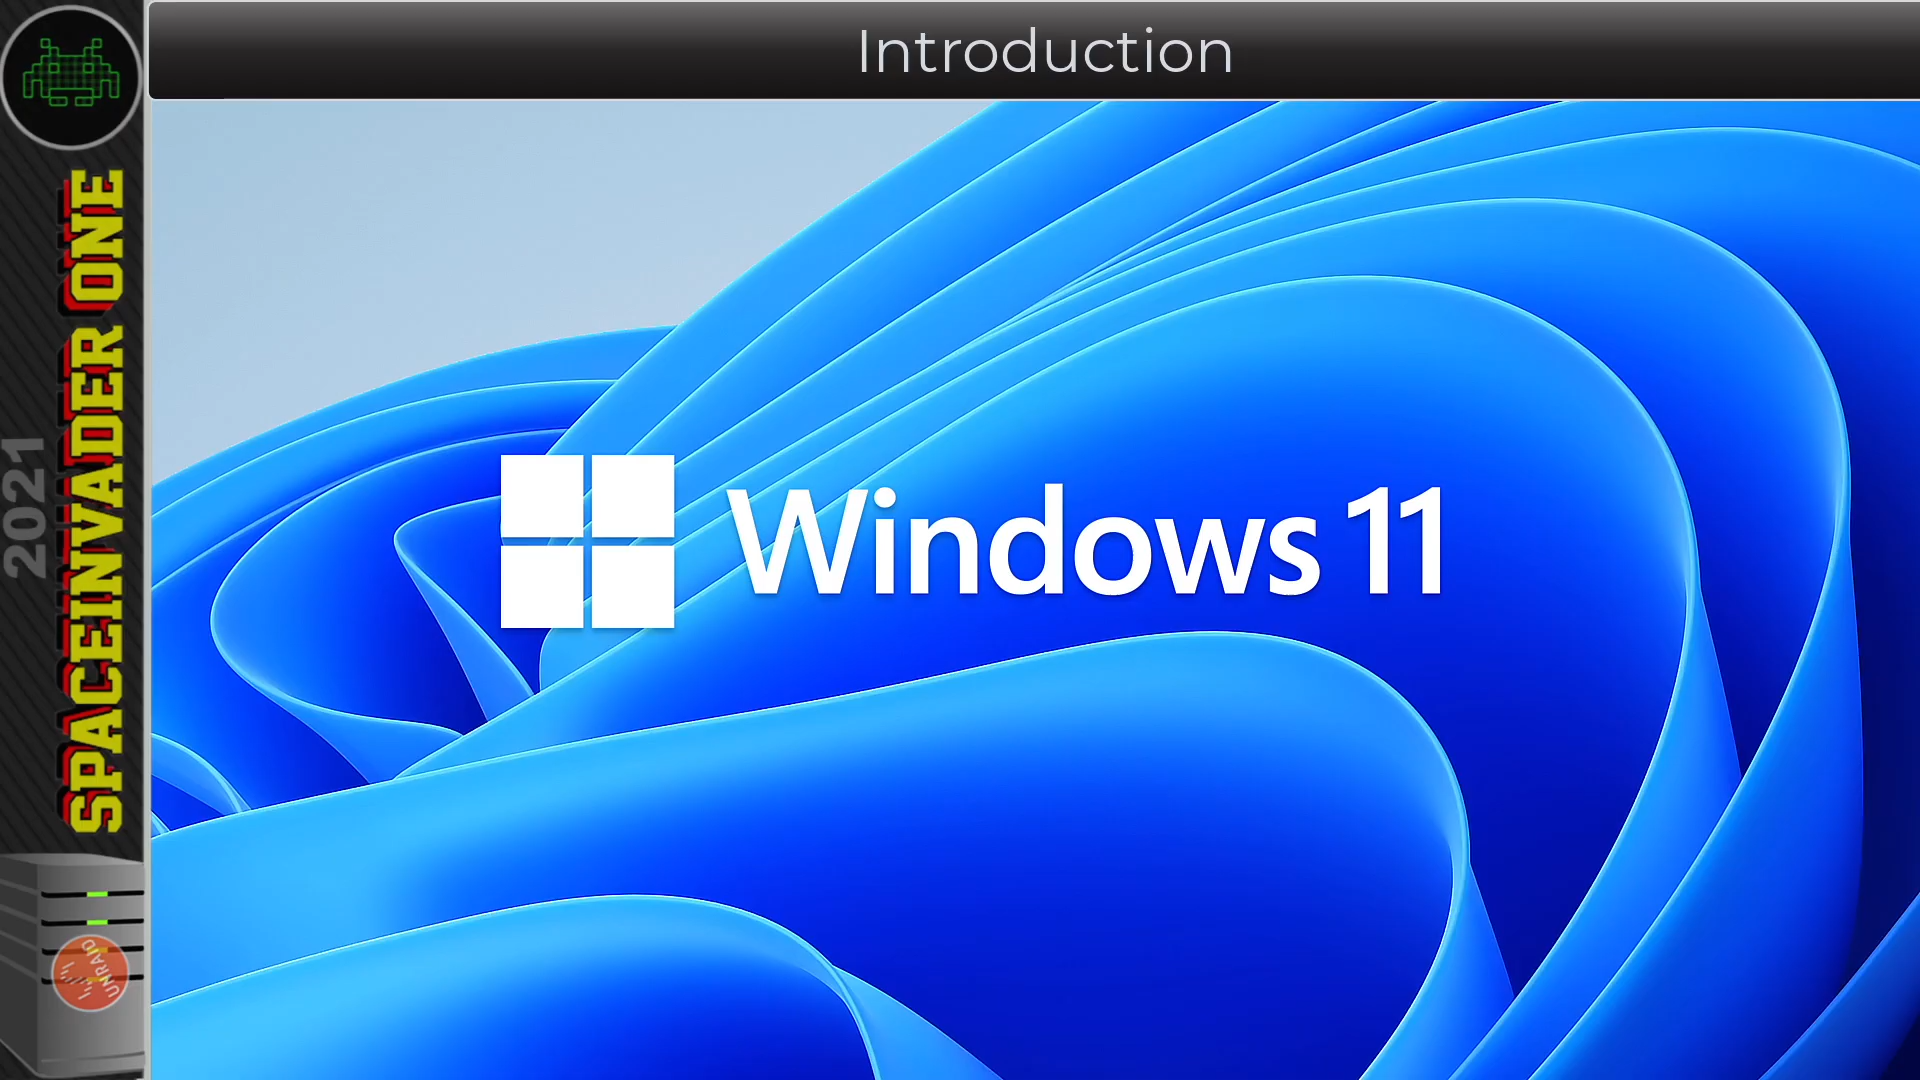 Introduction
2021
SPACEINVADER ONE
Windows 11
UNRAID